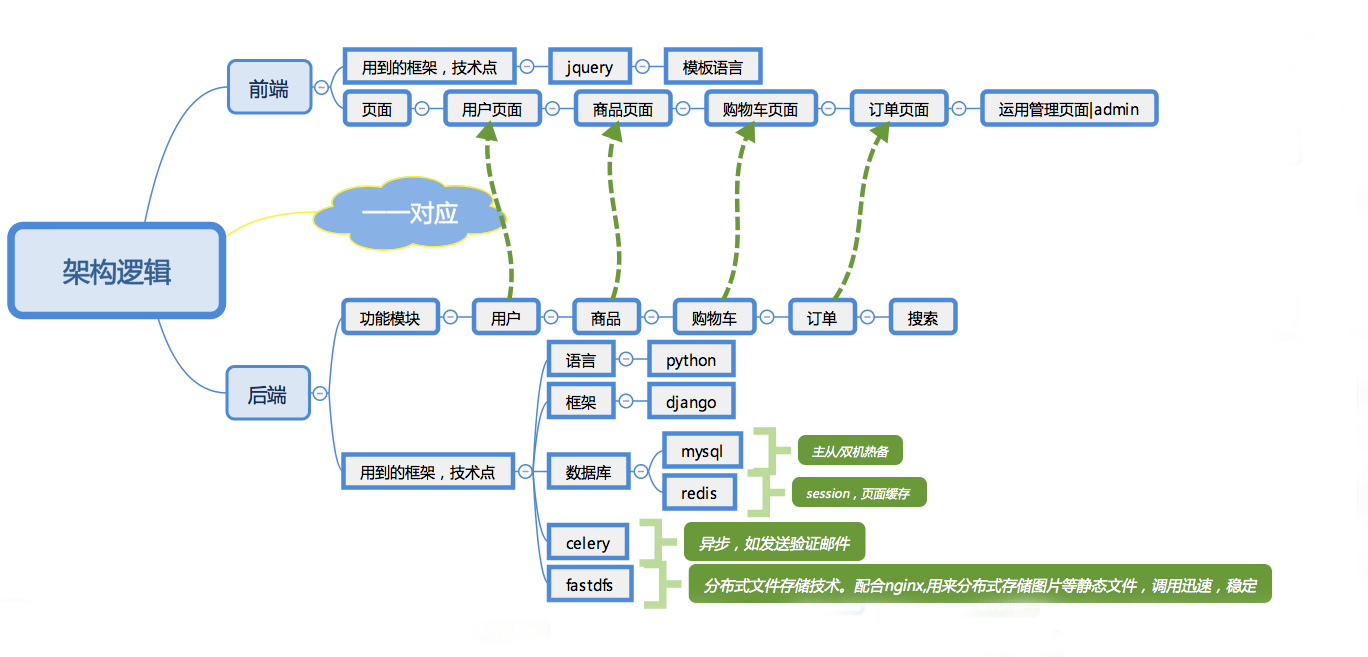 架构逻辑
前端
用到的框架，技术点
jquery
模板语言
页面
用户页面
商品页面
购物车页面
订单页面
运用管理页面|admin
一一对应
后端
功能模块
用户
商品
购物车
订单
搜索
用到的框架，技术点
语言
python
框架
django
数据库
mysql
主从/双机热备
redis
session，页面缓存
celery
异步，如发送验证邮件
fastdfs
分布式文件存储技术。配合nginx,用来分布式存储图片等静态文件，调用迅速，稳定